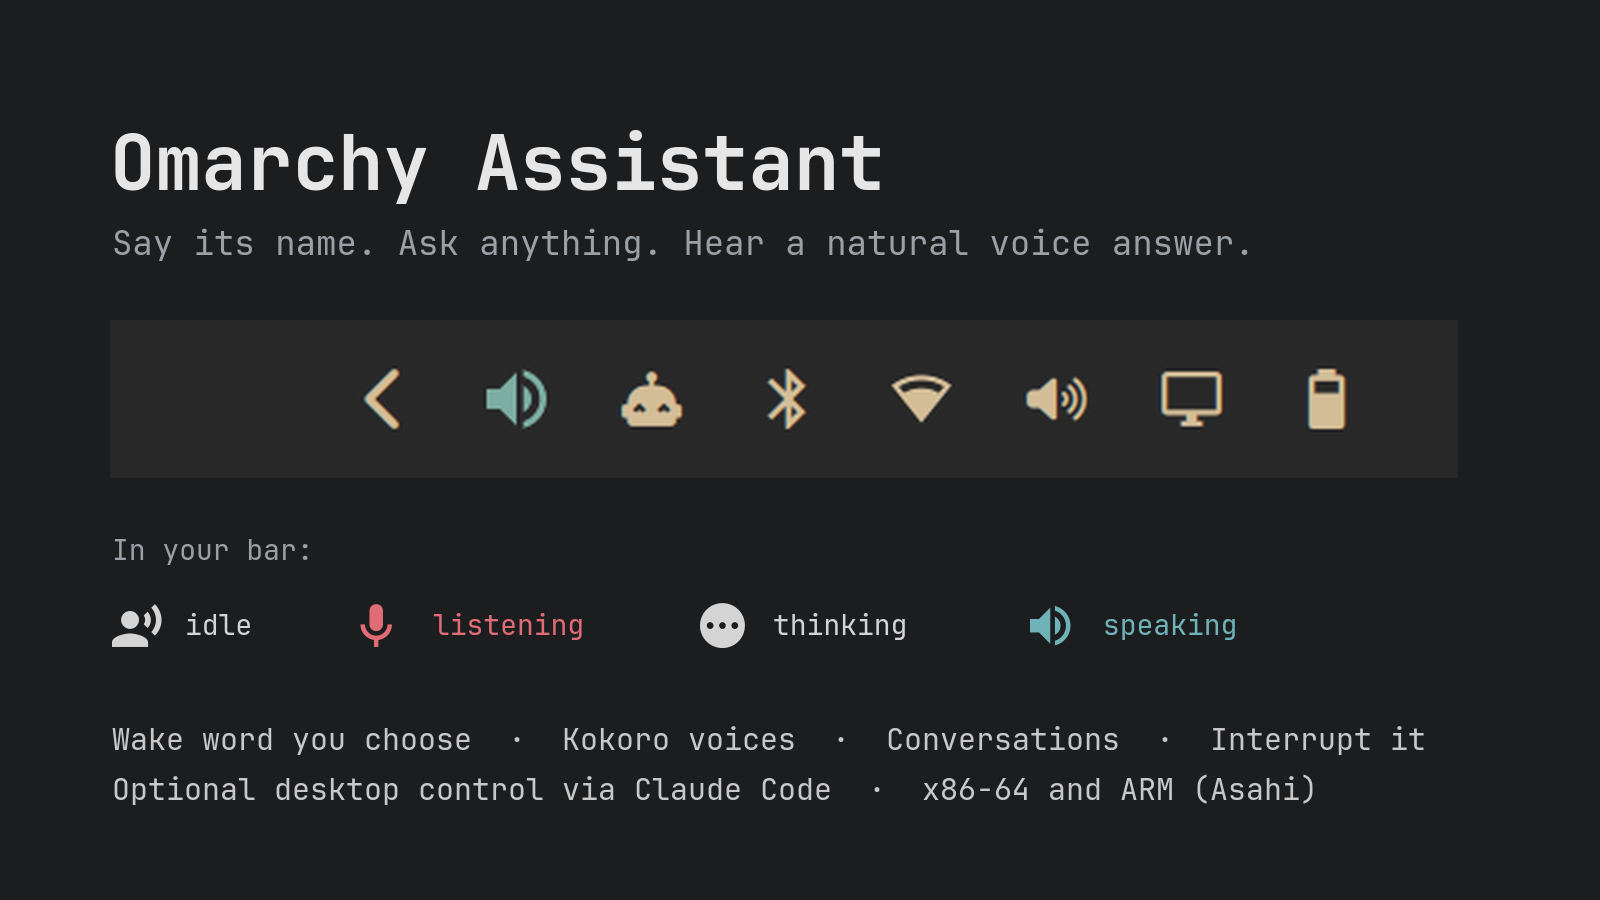 Omarchy Assistant
Say its name. Ask anything. Hear a natural voice answer.
In your bar:
idle listening thinking speaking
Wake word you choose · Kokoro voices · Conversations · Interrupt it
Optional desktop control via Claude Code · x86-64 and ARM (Asahi)